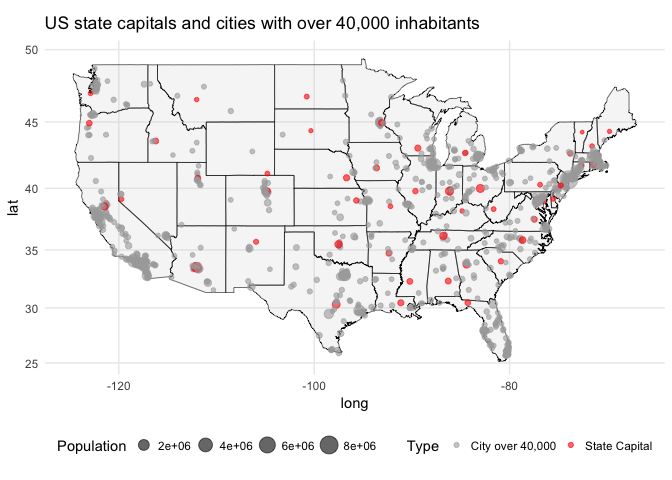 US state capitals and cities with over 40,000 inhabitants
50
45
40
35
30
25
lat
-120 -100 -80
long
Population 2e+06 4e+06 6e+06 8e+06 Type City over 40,000 State Capital